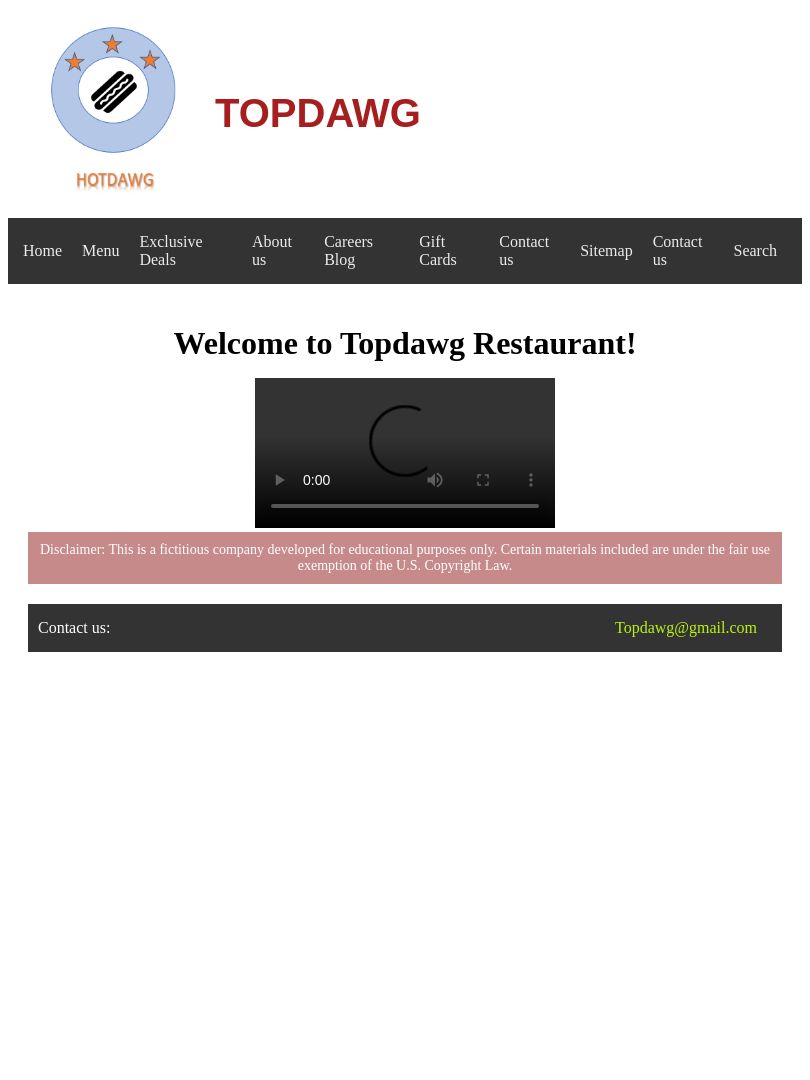 TOPDAWG
HOTDAWG
Home Menu Exclusive Deals About us Careers Blog Gift Cards Contact us Sitemap Contact us Search
Welcome to Topdawg Restaurant!
0:00
Disclaimer: This is a fictitious company developed for educational purposes only. Certain materials included are under the fair use
exemption of the U.S. Copyright Law.
Contact us: Topdawg@gmail.com